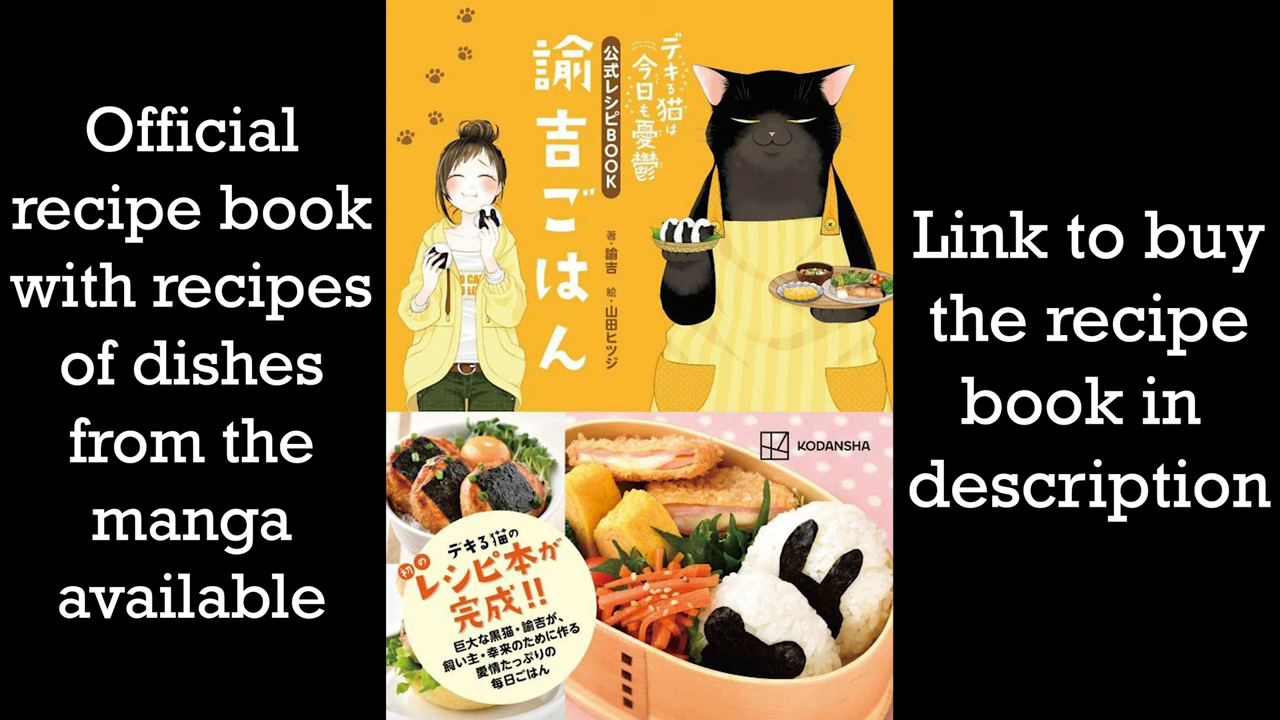 Official
recipe book
with recipes
of dishes
from the
manga
available
デキる猫は
今日も憂鬱
公式レシピBOOK
諭吉ごはん
著・諭吉 絵・山田ヒツジ
KODANSHA
デキる猫の
初の
レシピ本が
完成!!
巨大な黒猫・諭吉が、
飼い主・幸来のために作る
愛情たっぷりの
毎日ごはん
Link to buy
the recipe
book in
description